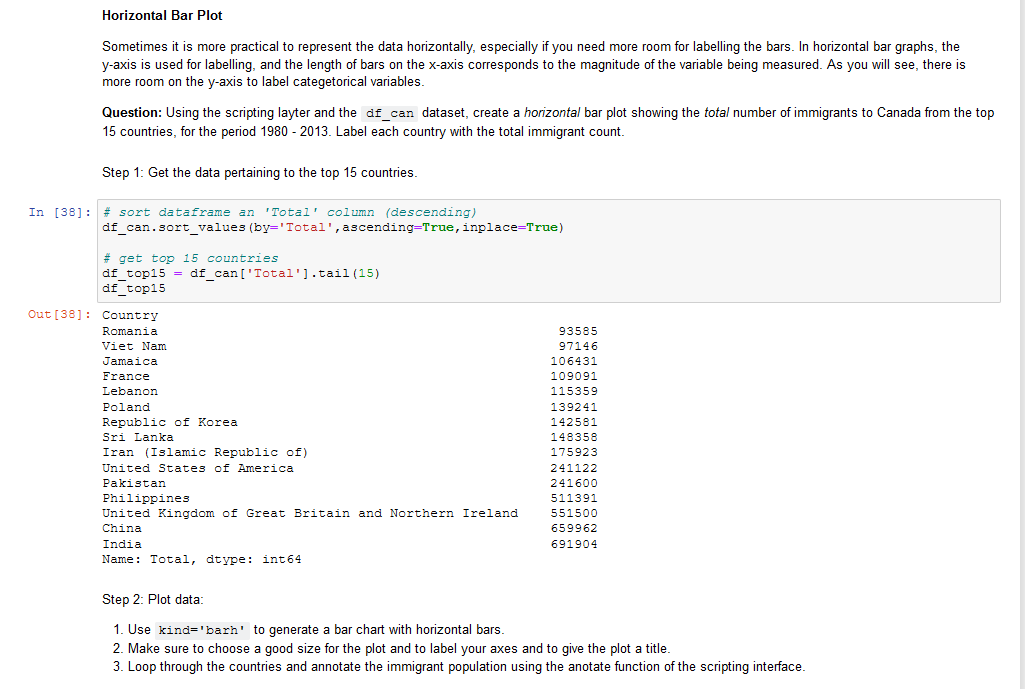 Horizontal Bar Plot
Sometimes it is more practical to represent the data horizontally, especially if you need more room for labelling the bars. In horizontal bar graphs, the
y-axis is used for labelling, and the length of bars on the x-axis corresponds to the magnitude of the variable being measured. As you will see, there is
more room on the y-axis to label categetorical variables.
Question: Using the scripting layter and the df_can dataset, create a horizontal bar plot showing the total number of immigrants to Canada from the top
15 countries, for the period 1980 - 2013. Label each country with the total immigrant count.
Step 1: Get the data pertaining to the top 15 countries.
In [38]: # sort dataframe an 'Total' column (descending)
df_can.sort_values(by='Total',ascending=True,inplace=True)
# get top 15 countries
df_top15 = df_can['Total'].tail(15)
df_top15
Out[38]: Country
Romania 93585
Viet Nam 97146
Jamaica 106431
France 109091
Lebanon 115359
Poland 139241
Republic of Korea 142581
Sri Lanka 148358
Iran (Islamic Republic of) 175923
United States of America 241122
Pakistan 241600
Philippines 511391
United Kingdom of Great Britain and Northern Ireland 551500
China 659962
India 691904
Name: Total, dtype: int64
Step 2: Plot data:
1. Use kind='barh' to generate a bar chart with horizontal bars.
2. Make sure to choose a good size for the plot and to label your axes and to give the plot a title.
3. Loop through the countries and annotate the immigrant population using the anotate function of the scripting interface.